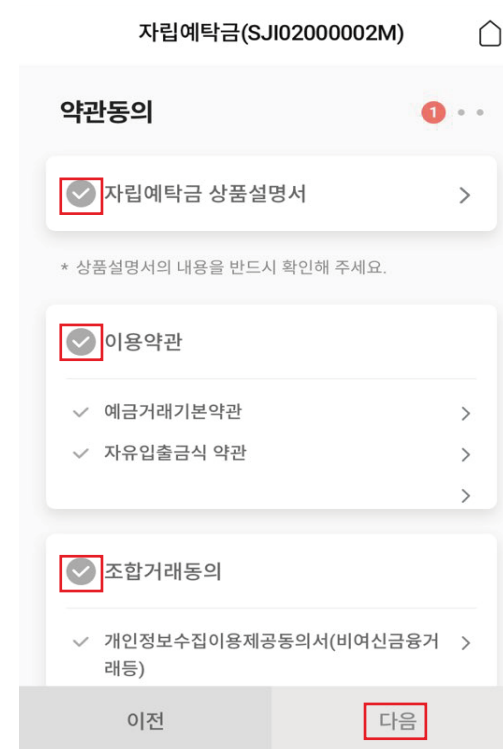 자립예탁금(SJI02000002M)
약관동의
1
자립예탁금 상품설명서
* 상품설명서의 내용을 반드시 확인해 주세요.
이용약관
예금거래기본약관
자유입출금식 약관
조합거래동의
개인정보수집이용제공동의서(비여신금융거
래등)
이전
다음